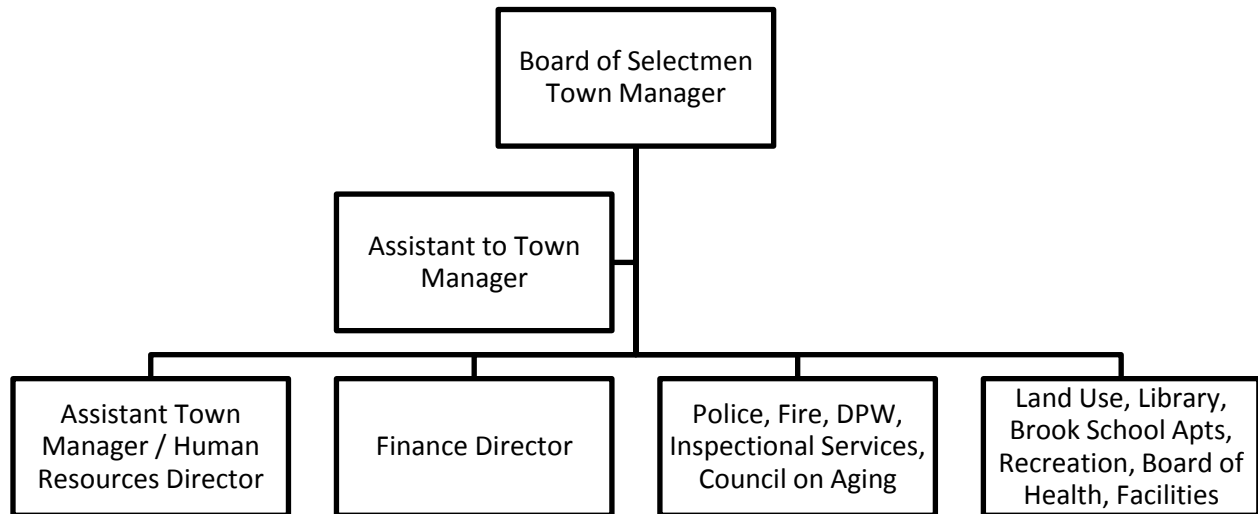 Board of Selectmen
Town Manager
Assistant to Town
Manager
Assistant Town
Manager / Human
Resources Director
Finance Director
Police, Fire, DPW,
Inspectional Services,
Council on Aging
Land Use, Library,
Brook School Apts,
Recreation, Board of
Health, Facilities